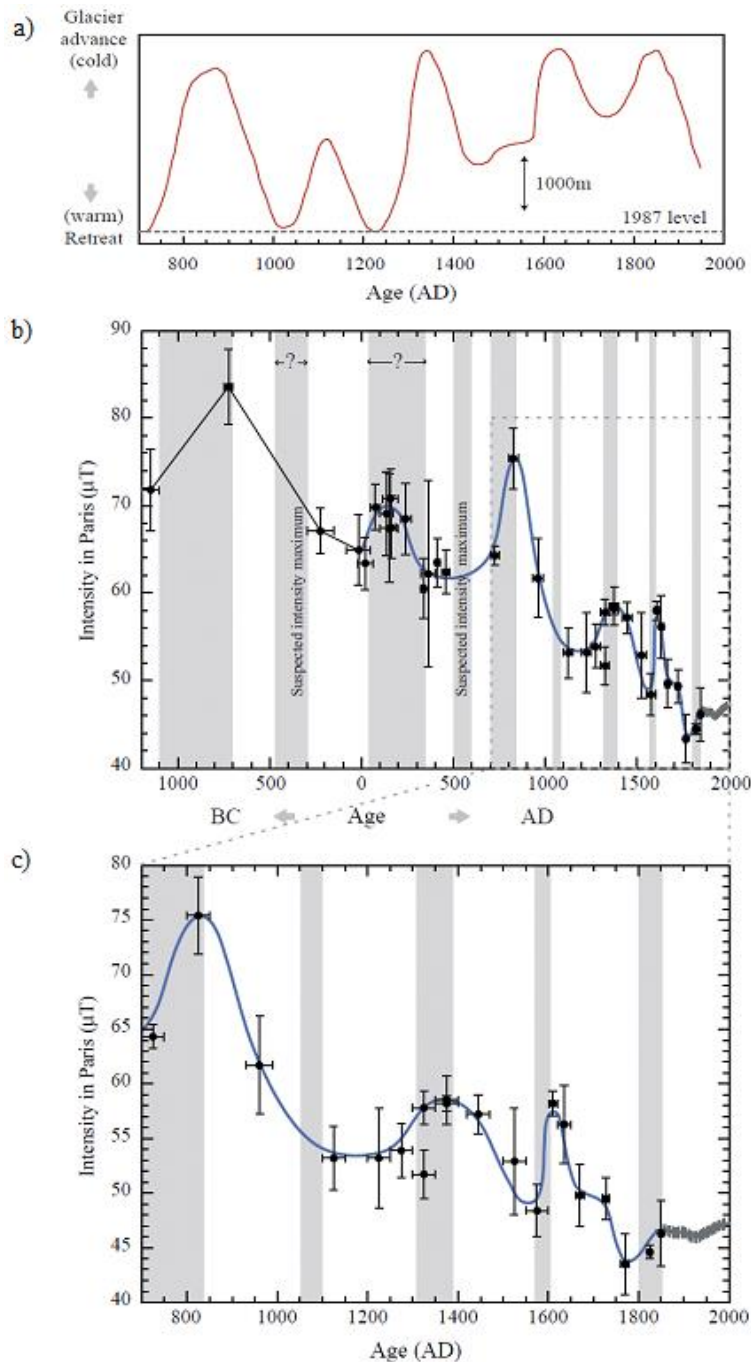 a)
Glacier
advance
(cold)
(warm)
Retreat
1000m
1987 level
800 1000 1200 1400 1600 1800 2000
Age (AD)
b)
90
80
70
60
50
40
Intensity in Paris (µT)
?
?
Suspected intensity maximum
Suspected intensity maximum
1000 500 0 500 1000 1500 2000
BC Age AD
c)
80
75
70
65
60
55
50
45
40
Intensity in Paris (µT)
800 1000 1200 1400 1600 1800 2000
Age (AD)